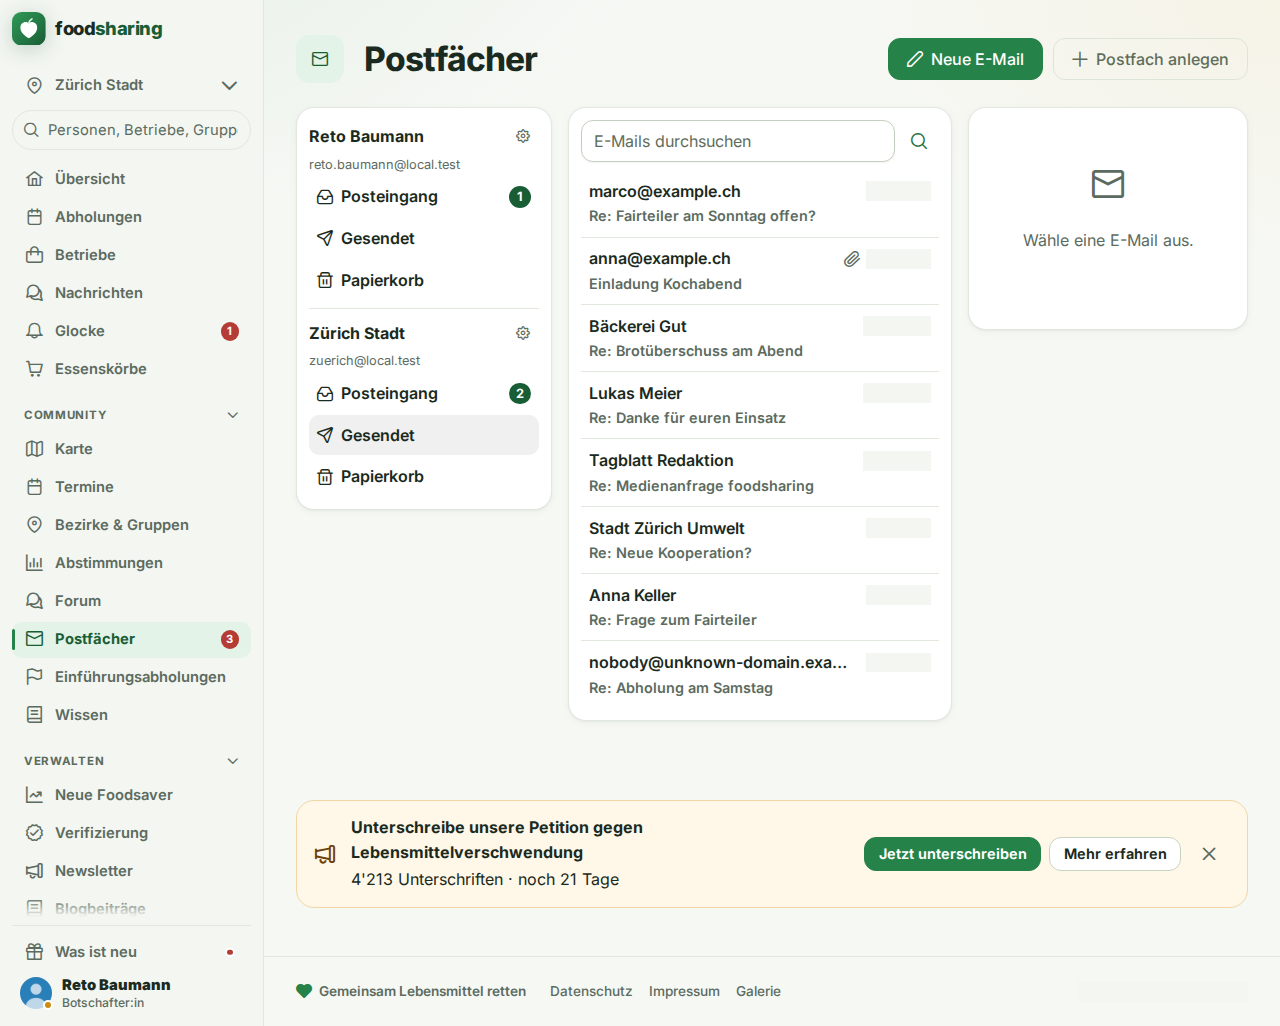 foodsharing
Zürich Stadt
Personen, Betriebe, Grupp
Übersicht
Abholungen
Betriebe
Nachrichten
Glocke 1
Essenskörbe
COMMUNITY
Karte
Termine
Bezirke & Gruppen
Abstimmungen
Forum
Postfächer 3
Einführungsabholungen
Wissen
VERWALTEN
Neue Foodsaver
Verifizierung
Newsletter
Blogbeiträge
Was ist neu
Reto Baumann
Botschafter:in
Postfächer
Neue E-Mail
Postfach anlegen
Reto Baumann
reto.baumann@local.test
Posteingang 1
Gesendet
Papierkorb
Zürich Stadt
zuerich@local.test
Posteingang 2
Gesendet
Papierkorb
E-Mails durchsuchen
marco@example.ch
Re: Fairteiler am Sonntag offen?
anna@example.ch
Einladung Kochabend
Bäckerei Gut
Re: Brotüberschuss am Abend
Lukas Meier
Re: Danke für euren Einsatz
Tagblatt Redaktion
Re: Medienanfrage foodsharing
Stadt Zürich Umwelt
Re: Neue Kooperation?
Anna Keller
Re: Frage zum Fairteiler
nobody@unknown-domain.exa...
Re: Abholung am Samstag
Wähle eine E-Mail aus.
Unterschreibe unsere Petition gegen
Lebensmittelverschwendung
4'213 Unterschriften · noch 21 Tage
Jetzt unterschreiben
Mehr erfahren
Gemeinsam Lebensmittel retten
Datenschutz
Impressum
Galerie